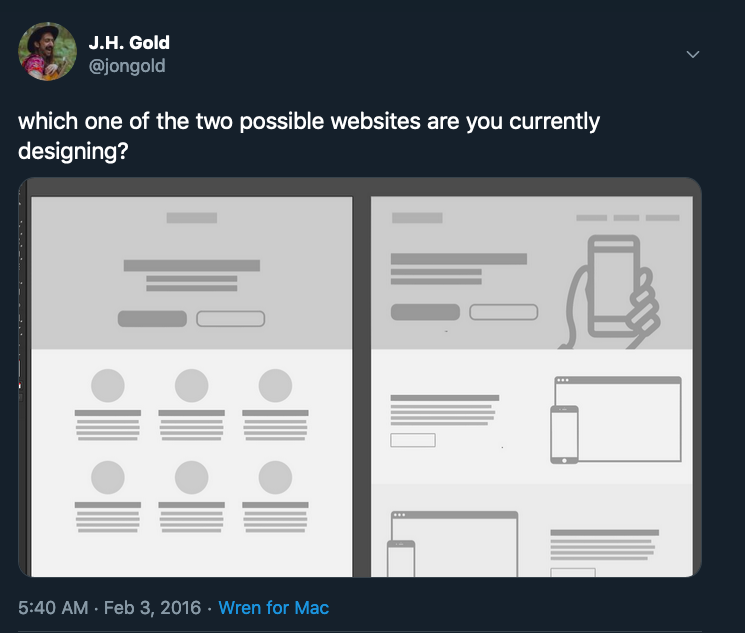 J.H. Gold
@jongold
which one of the two possible websites are you currently
designing?
5:40 AM · Feb 3, 2016 · Wren for Mac